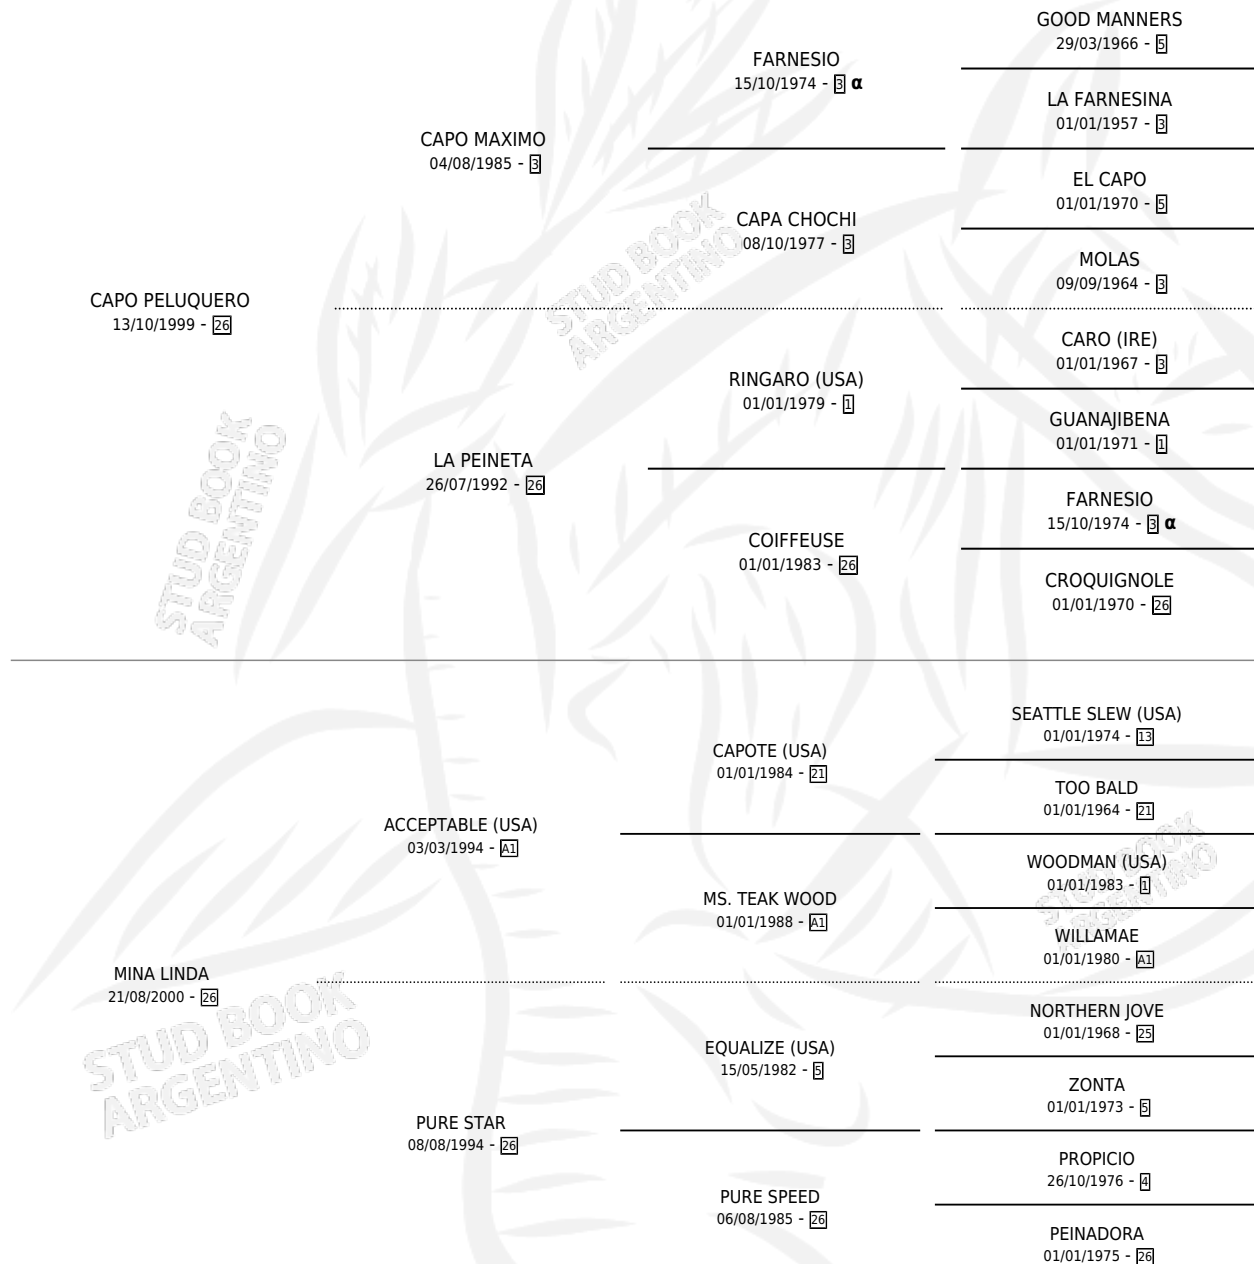 GOOD MANNERS
29/03/1966 - 5
FARNESIO
15/10/1974 - 3 α
LA FARNESINA
01/01/1957 - 3
CAPO MAXIMO
04/08/1985 - 3
EL CAPO
01/01/1970 - 5
CAPA CHOCHI
08/10/1977 - 3
MOLAS
09/09/1964 - 3
CAPO PELUQUERO
13/10/1999 - 26
STUD BOOK
ARGENTINO
CARO (IRE)
01/01/1967 - 3
RINGARO (USA)
01/01/1979 - 1
GUANAJIBENA
01/01/1971 - 1
LA PEINETA
26/07/1992 - 26
FARNESIO
15/10/1974 - 3 α
COIFFEUSE
01/01/1983 - 26
CROQUIGNOLE
01/01/1970 - 26
STUD BOOK
ARGENTINO
SEATTLE SLEW (USA)
01/01/1974 - 13
CAPOTE (USA)
01/01/1984 - 21
TOO BALD
01/01/1964 - 21
ACCEPTABLE (USA)
03/03/1994 - A1
WOODMAN (USA)
01/01/1983 - 1
MS. TEAK WOOD
01/01/1988 - A1
WILLAMAE
01/01/1980 - A1
STUD BOOK
ARGENTINO
MINA LINDA
21/08/2000 - 26
STUD BOOK
ARGENTINO
NORTHERN JOVE
01/01/1968 - 25
EQUALIZE (USA)
15/05/1982 - 5
ZONTA
01/01/1973 - 5
PURE STAR
08/08/1994 - 26
PROPICIO
26/10/1976 - 4
PURE SPEED
06/08/1985 - 26
PEINADORA
01/01/1975 - 26